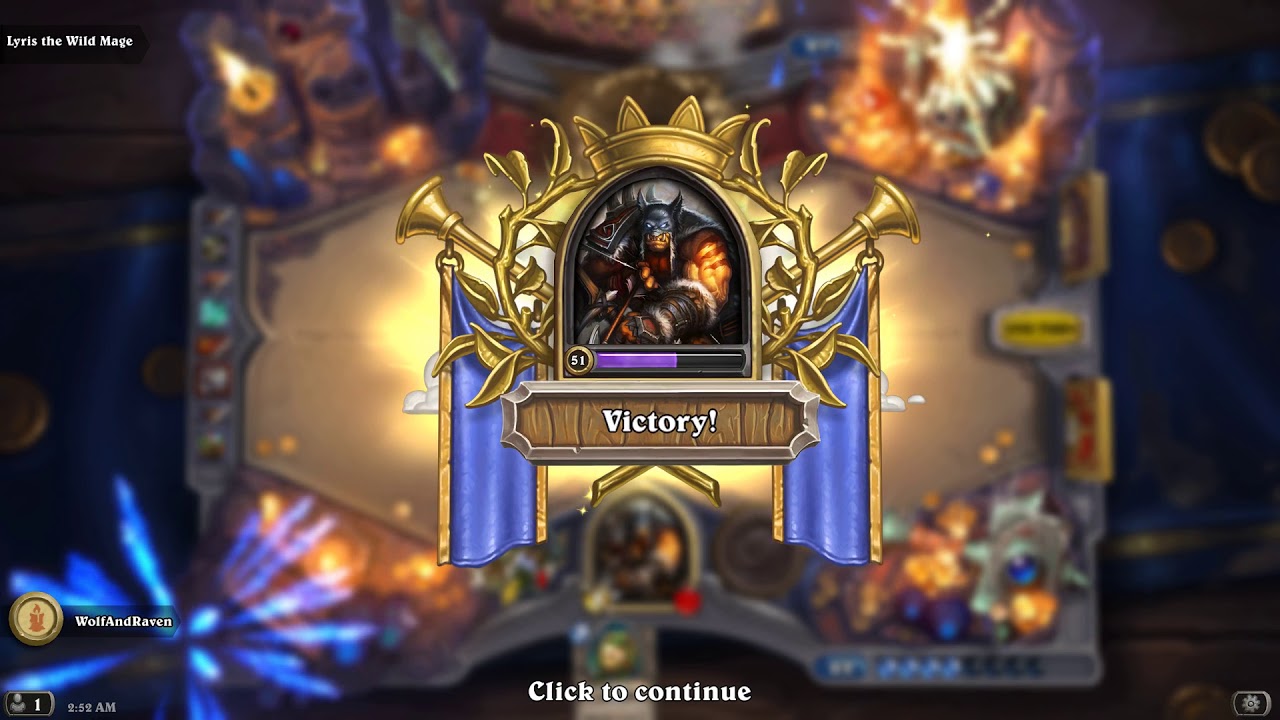 Lyris the Wild Mage
51
Victory!
WolfAndRaven
Click to continue
1
2:52 AM